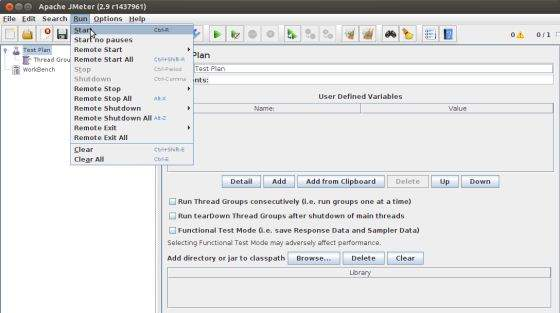 Apache JMeter (2.9 r1437961)
File Edit Search Run Options Help
0 0 / 1
Start Ctrl-R
Start no pauses
Remote Start
Remote Start All Ctrl+Shift-R
Stop Ctrl-Period
Shutdown Ctrl-Comma
Remote Stop
Remote Stop All Alt-X
Remote Shutdown
Remote Shutdown All Alt-Z
Remote Exit
Remote Exit All
Clear Ctrl+Shift-E
Clear All Ctrl-E
Test Plan
Thread Grou
WorkBench
Plan
Test Plan
nts:
User Defined Variables
Name: Value
Detail Add Add from Clipboard Delete Up Down
Run Thread Groups consecutively (i.e. run groups one at a time)
Run tearDown Thread Groups after shutdown of main threads
Functional Test Mode (i.e. save Response Data and Sampler Data)
Selecting Functional Test Mode may adversely affect performance.
Add directory or jar to classpath Browse... Delete Clear
Library